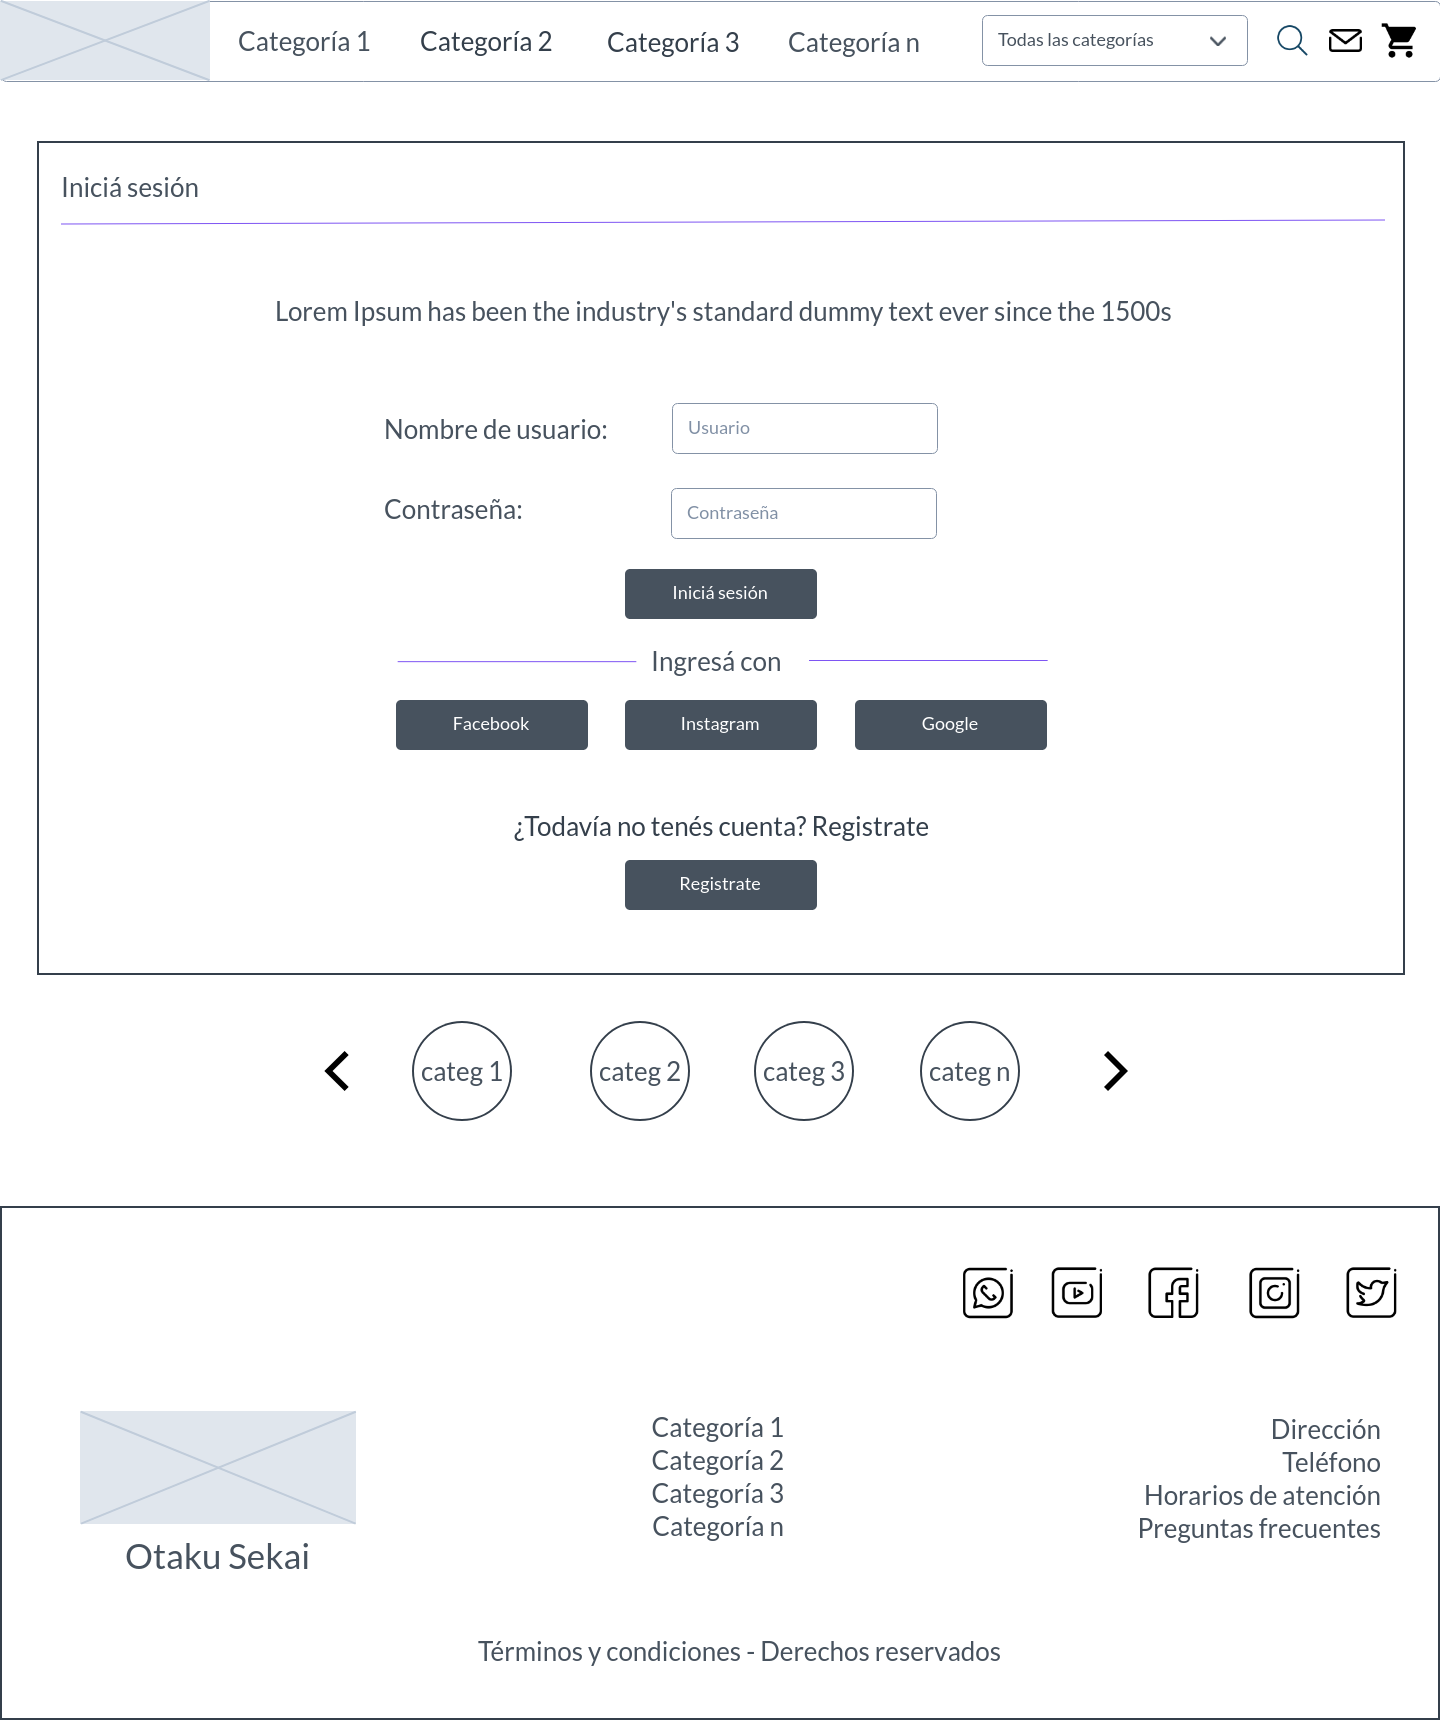 Categoría 1 Categoría 2 Categoría 3 Categoría n Todas las categorías
Iniciá sesión
Lorem Ipsum has been the industry's standard dummy text ever since the 1500s
Nombre de usuario: Usuario
Contraseña: Contraseña
Iniciá sesión
Ingresá con
Facebook Instagram Google
¿Todavía no tenés cuenta? Registrate
Registrate
categ 1 categ 2 categ 3 categ n
Otaku Sekai
Categoría 1
Categoría 2
Categoría 3
Categoría n
Dirección
Teléfono
Horarios de atención
Preguntas frecuentes
Términos y condiciones - Derechos reservados